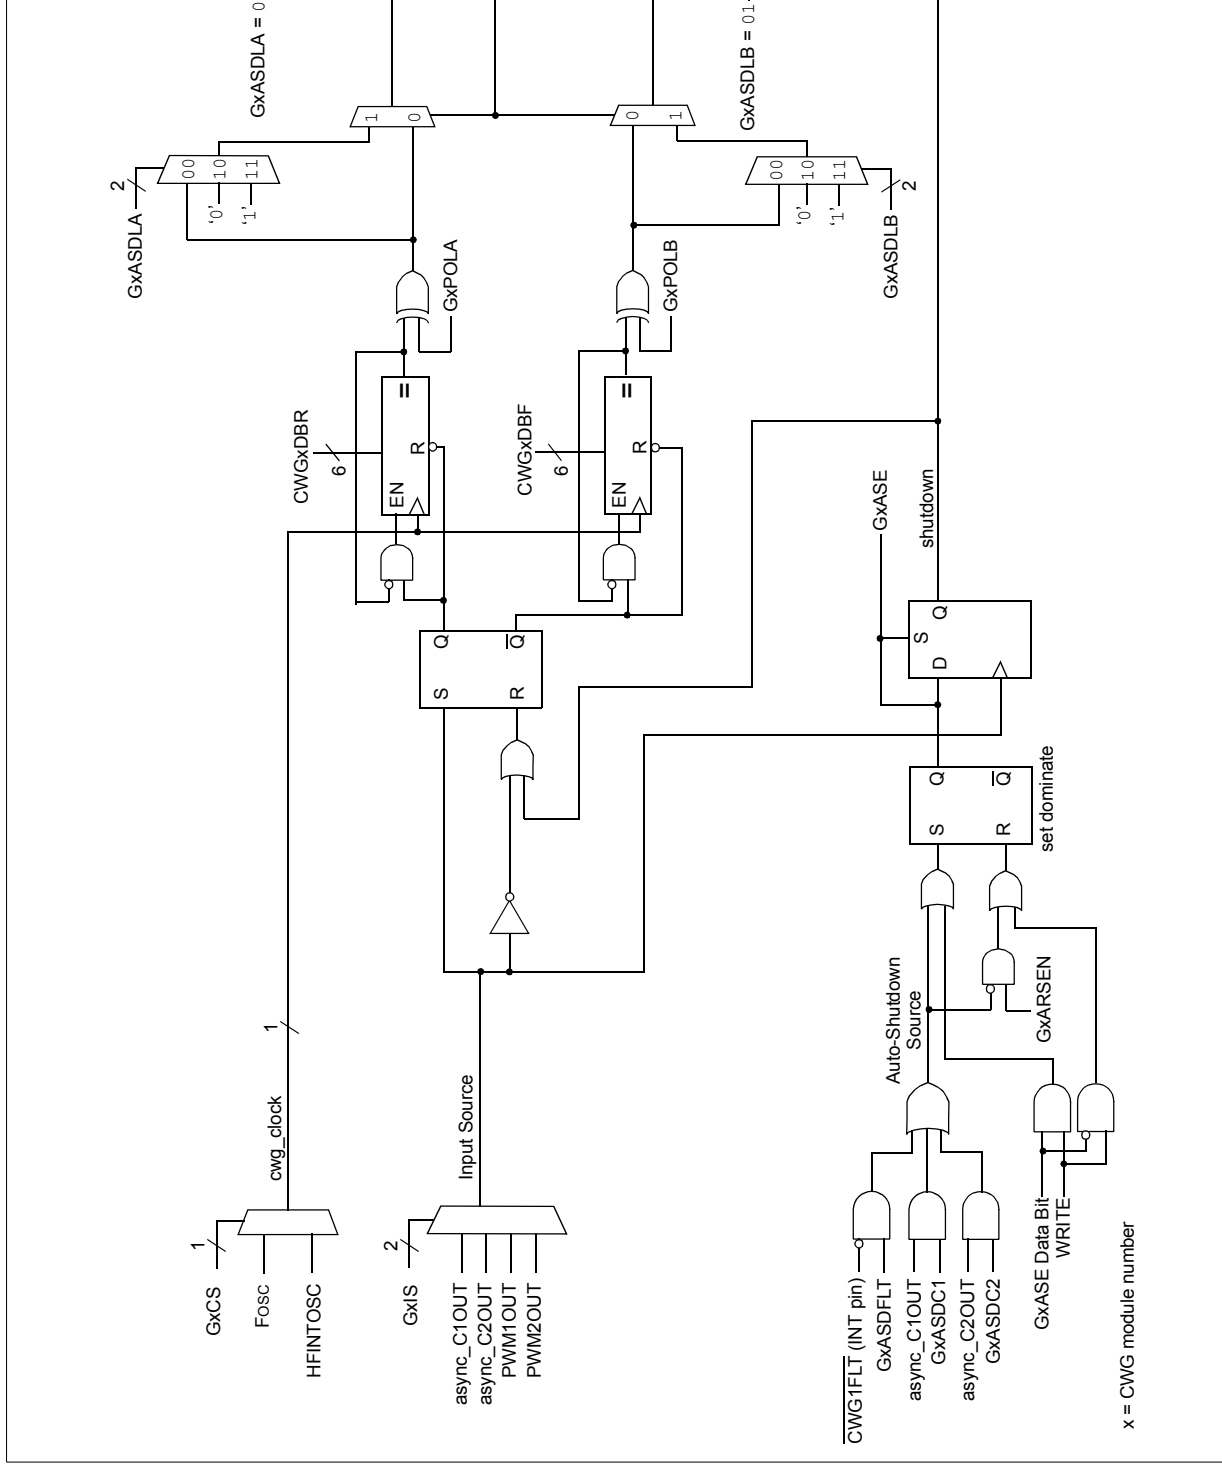 GxASDLA = 0
GxASDLB = 01
1
0
0
1
00
10
11
00
10
11
2
GxASDLA
'0'
'1'
'0'
'1'
2
GxASDLB
GxPOLA
GxPOLB
CWGxDBR
6
=
R
EN
CWGxDBF
6
=
R
EN
GxASE
shutdown
Q
Q
S
R
S
Q
D
Q
Q
S
R
set dominate
1
cwg_clock
Input Source
Auto-Shutdown
Source
GxARSEN
1
GxCS
FOSC
HFINTOSC
2
GxIS
async_C1OUT
async_C2OUT
PWM1OUT
PWM2OUT
CWG1FLT (INT pin)
GxASDFLT
async_C1OUT
GxASDC1
async_C2OUT
GxASDC2
GxASE Data Bit
WRITE
x = CWG module number